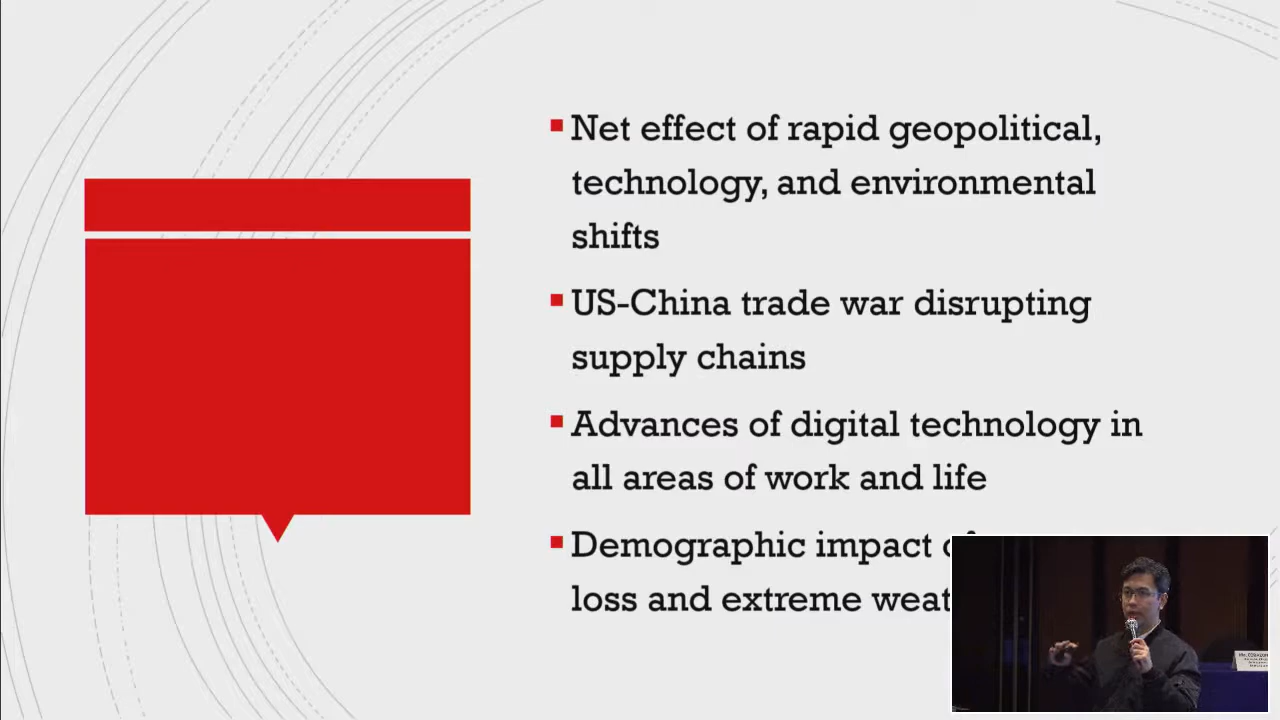 Net effect of rapid geopolitical,
technology, and environmental
shifts
US-China trade war disrupting
supply chains
Advances of digital technology in
all areas of work and life
Demographic impact
loss and extreme